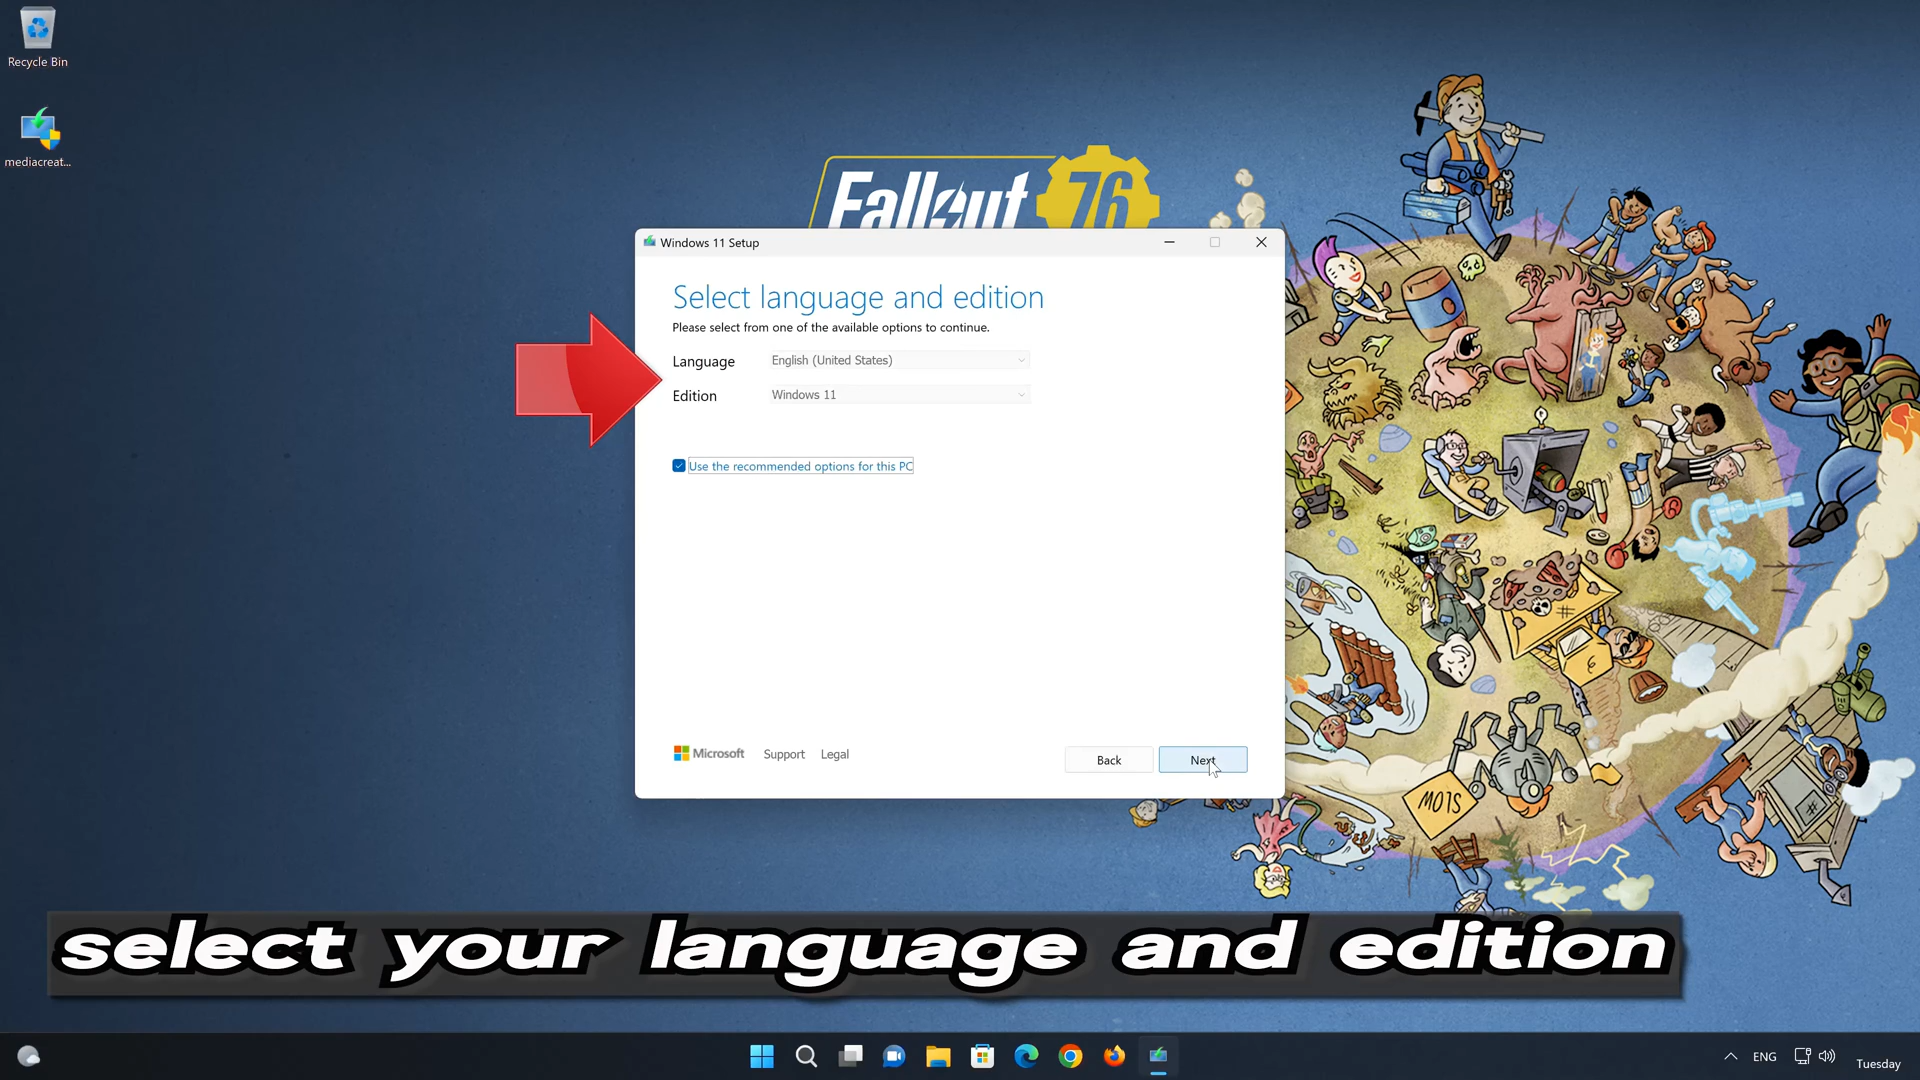 Recycle Bin
mediacreat...
Fallout 76
Windows 11 Setup
Select language and edition
Please select from one of the available options to continue.
Language English (United States)
Edition Windows 11
Use the recommended options for this PC
Microsoft Support Legal
Back Next
SLOW
select your language and edition
ENG
Tuesday